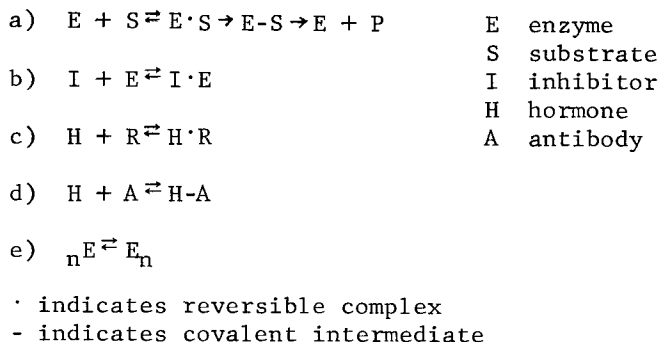 a) E + S ⇄ E·S → E-S → E + P
E enzyme
S substrate
I inhibitor
H hormone
A antibody
b) I + E ⇄ I·E
c) H + R ⇄ H·R
d) H + A ⇄ H-A
e) nE ⇄ En
· indicates reversible complex
- indicates covalent intermediate